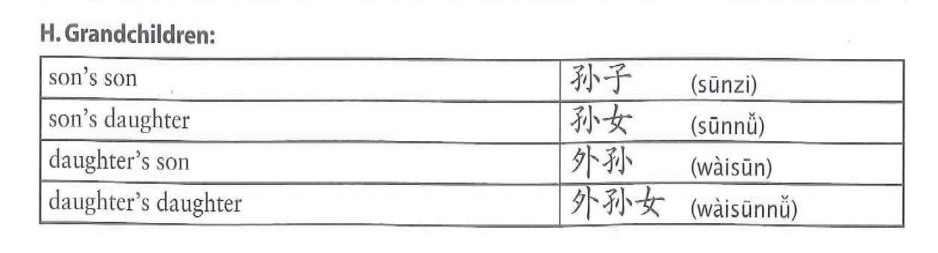 H. Grandchildren:
son's son 孙子 (sūnzi)
son's daughter 孙女 (sūnnǚ)
daughter's son 外孙 (wàisūn)
daughter's daughter 外孙女 (wàisūnnǚ)